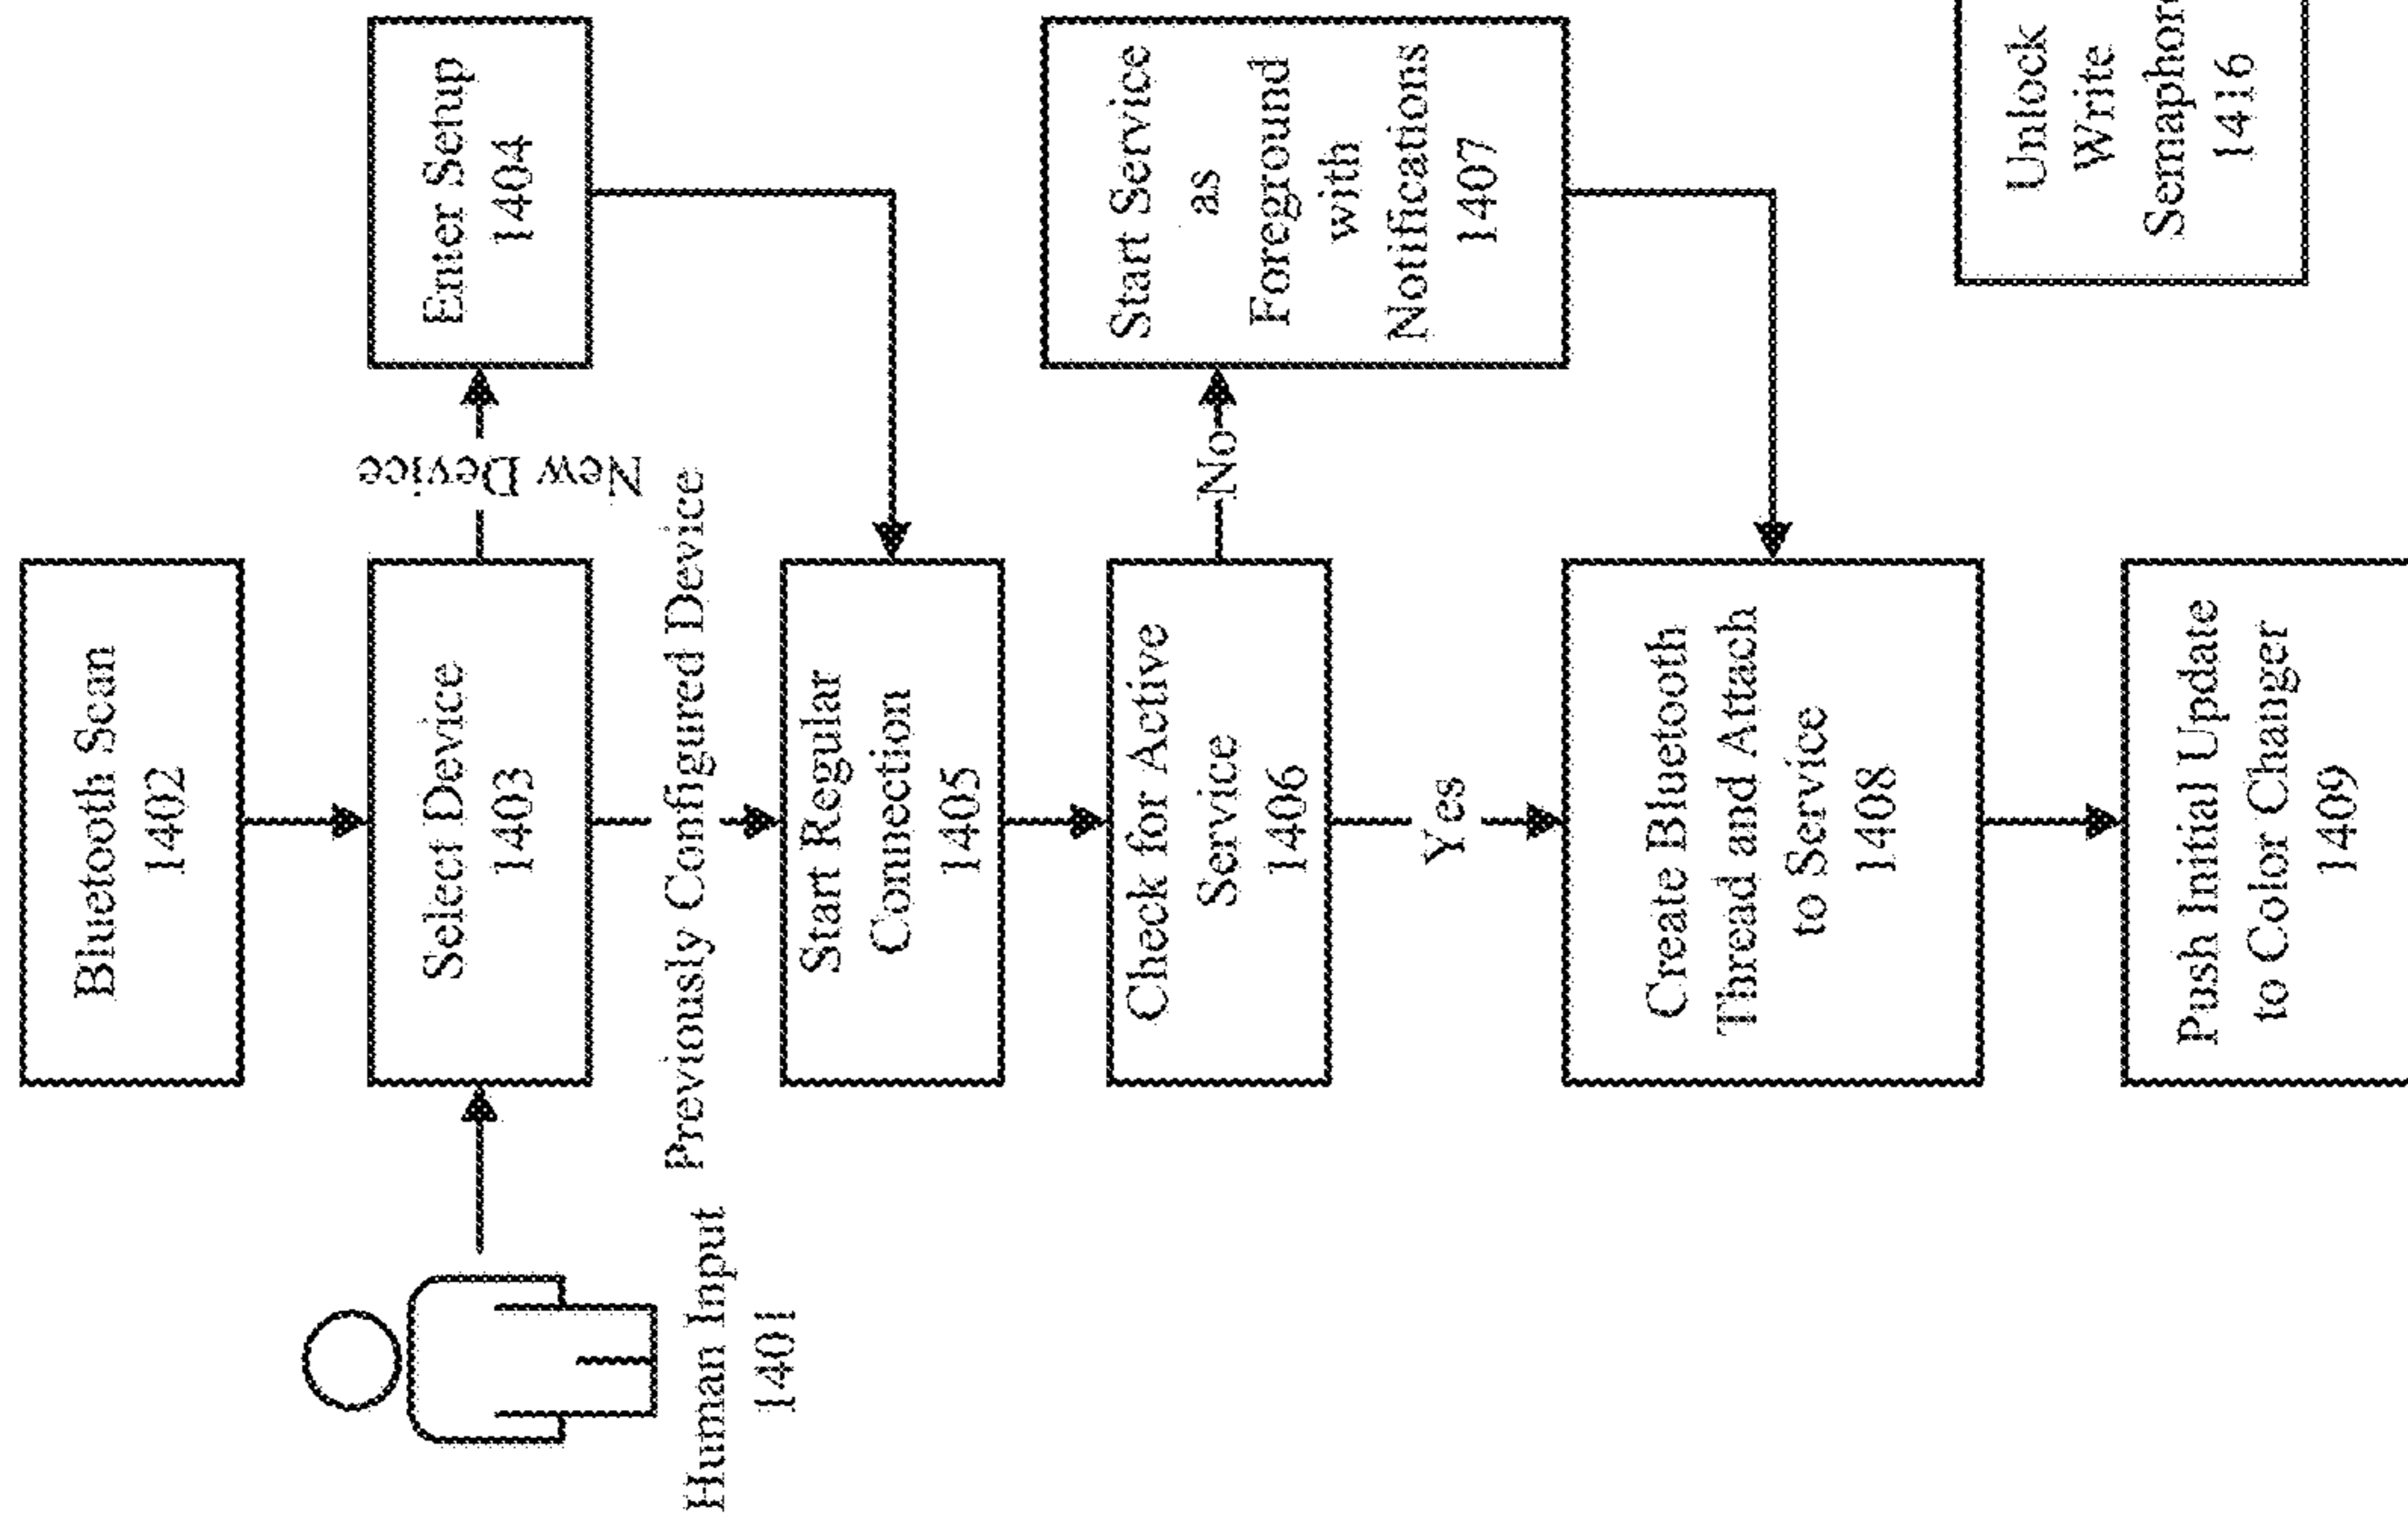 Bluetooth Scan
1402
Human Input
1401
Select Device
1403
New Device
Enter Setup
1404
Previously Configured Device
Start Regular
Connection
1405
Check for Active
Service
1406
No
Start Service
as
Foreground
with
Notifications
1407
Yes
Create Bluetooth
Thread and Attach
to Service
1408
Push Initial Update
to Color Changer
1409
Unlock
Write
Semaphor
1416